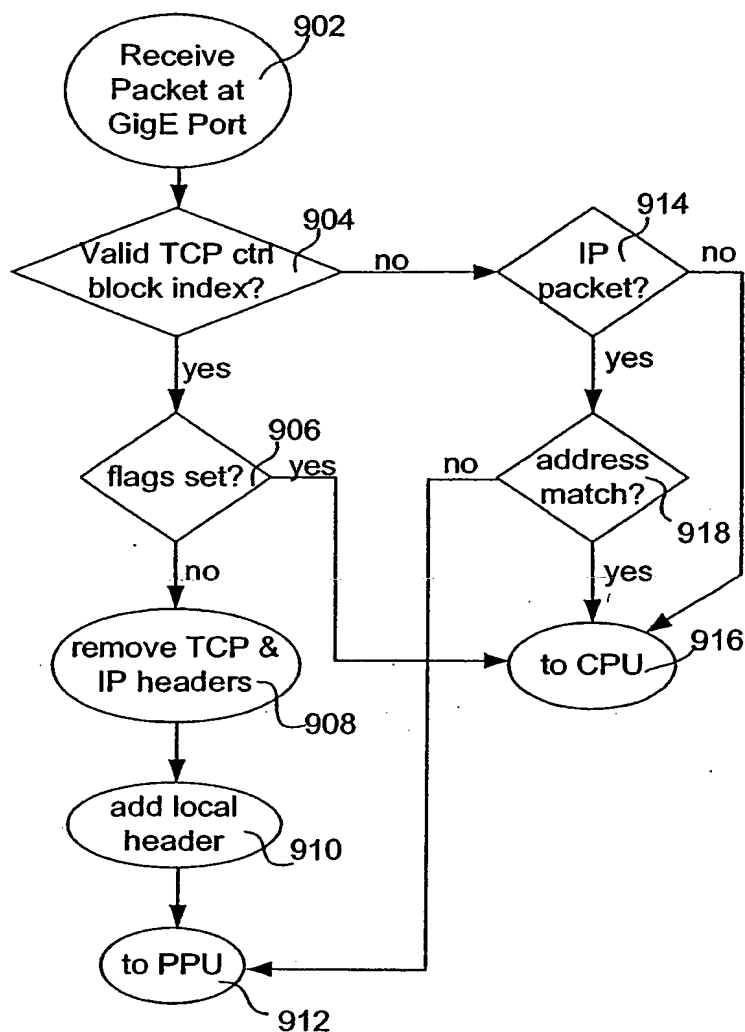 902
Receive
Packet at
GigE Port
904
Valid TCP ctrl
block index?
no
914
IP
packet?
no
yes
yes
906
flags set?
yes
no
address
match?
918
no
yes
remove TCP &
IP headers
908
to CPU
916
add local
header
910
to PPU
912